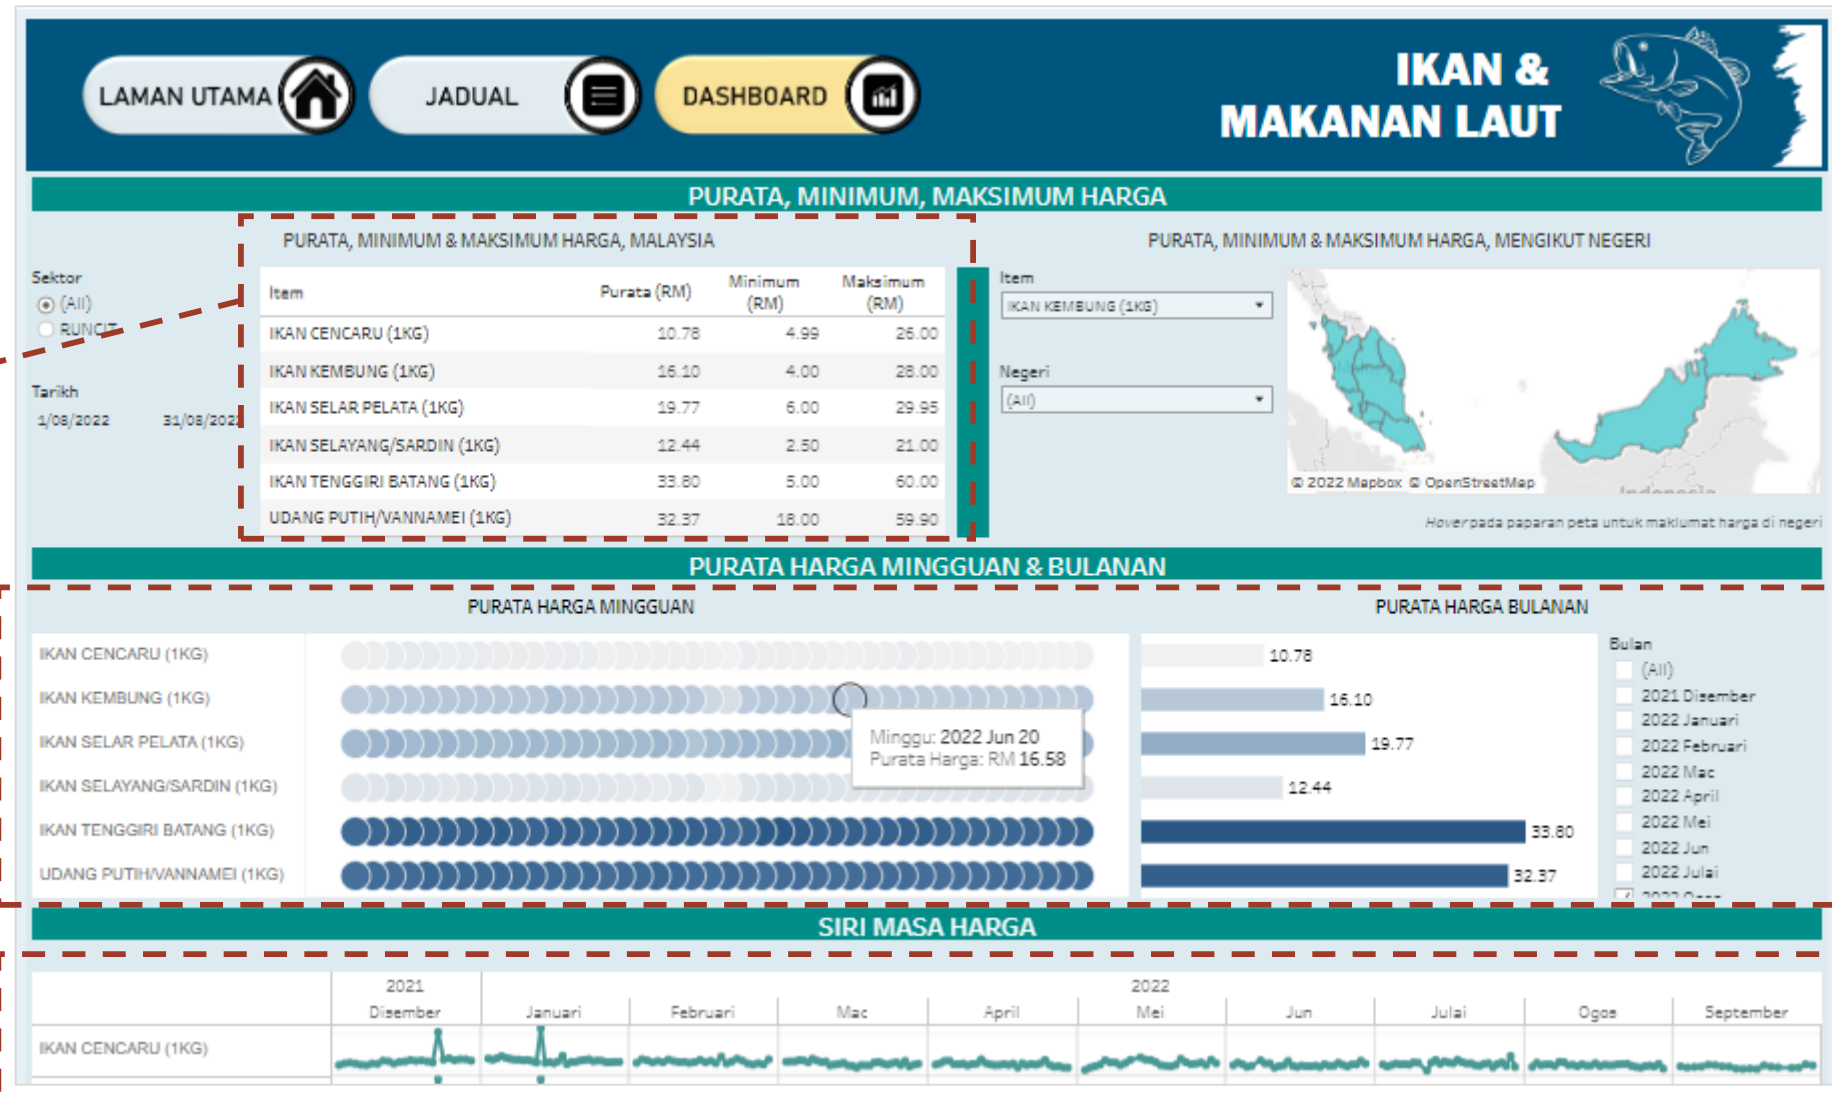 LAMAN UTAMA
JADUAL
DASHBOARD
IKAN &
MAKANAN LAUT
PURATA, MINIMUM, MAKSIMUM HARGA
PURATA, MINIMUM & MAKSIMUM HARGA, MALAYSIA
PURATA, MINIMUM & MAKSIMUM HARGA, MENGIKUT NEGERI
Sektor
(All)
RUNCIT
Tarikh
1/08/2022 31/08/2022
Item Purata (RM) Minimum (RM) Maksimum (RM)
IKAN CENCARU (1KG) 10.78 4.99 26.00
IKAN KEMBUNG (1KG) 16.10 4.00 28.00
IKAN SELAR PELATA (1KG) 19.77 6.00 29.95
IKAN SELAYANG/SARDIN (1KG) 12.44 2.50 21.00
IKAN TENGGIRI BATANG (1KG) 33.80 5.00 60.00
UDANG PUTIH/VANNAMEI (1KG) 32.37 18.00 59.90
Item
IKAN KEMBUNG (1KG)
Negeri
(All)
© 2022 Mapbox © OpenStreetMap
Indonesia
Hover pada paparan peta untuk maklumat harga di negeri
PURATA HARGA MINGGUAN & BULANAN
PURATA HARGA MINGGUAN
PURATA HARGA BULANAN
IKAN CENCARU (1KG)
IKAN KEMBUNG (1KG)
IKAN SELAR PELATA (1KG)
IKAN SELAYANG/SARDIN (1KG)
IKAN TENGGIRI BATANG (1KG)
UDANG PUTIH/VANNAMEI (1KG)
Minggu: 2022 Jun 20
Purata Harga: RM 16.58
10.78
16.10
19.77
12.44
33.80
32.37
Bulan
(All)
2021 Disember
2022 Januari
2022 Februari
2022 Mac
2022 April
2022 Mei
2022 Jun
2022 Julai
2022 Ogos
SIRI MASA HARGA
2021 2022
Disember Januari Februari Mac April Mei Jun Julai Ogos September
IKAN CENCARU (1KG)